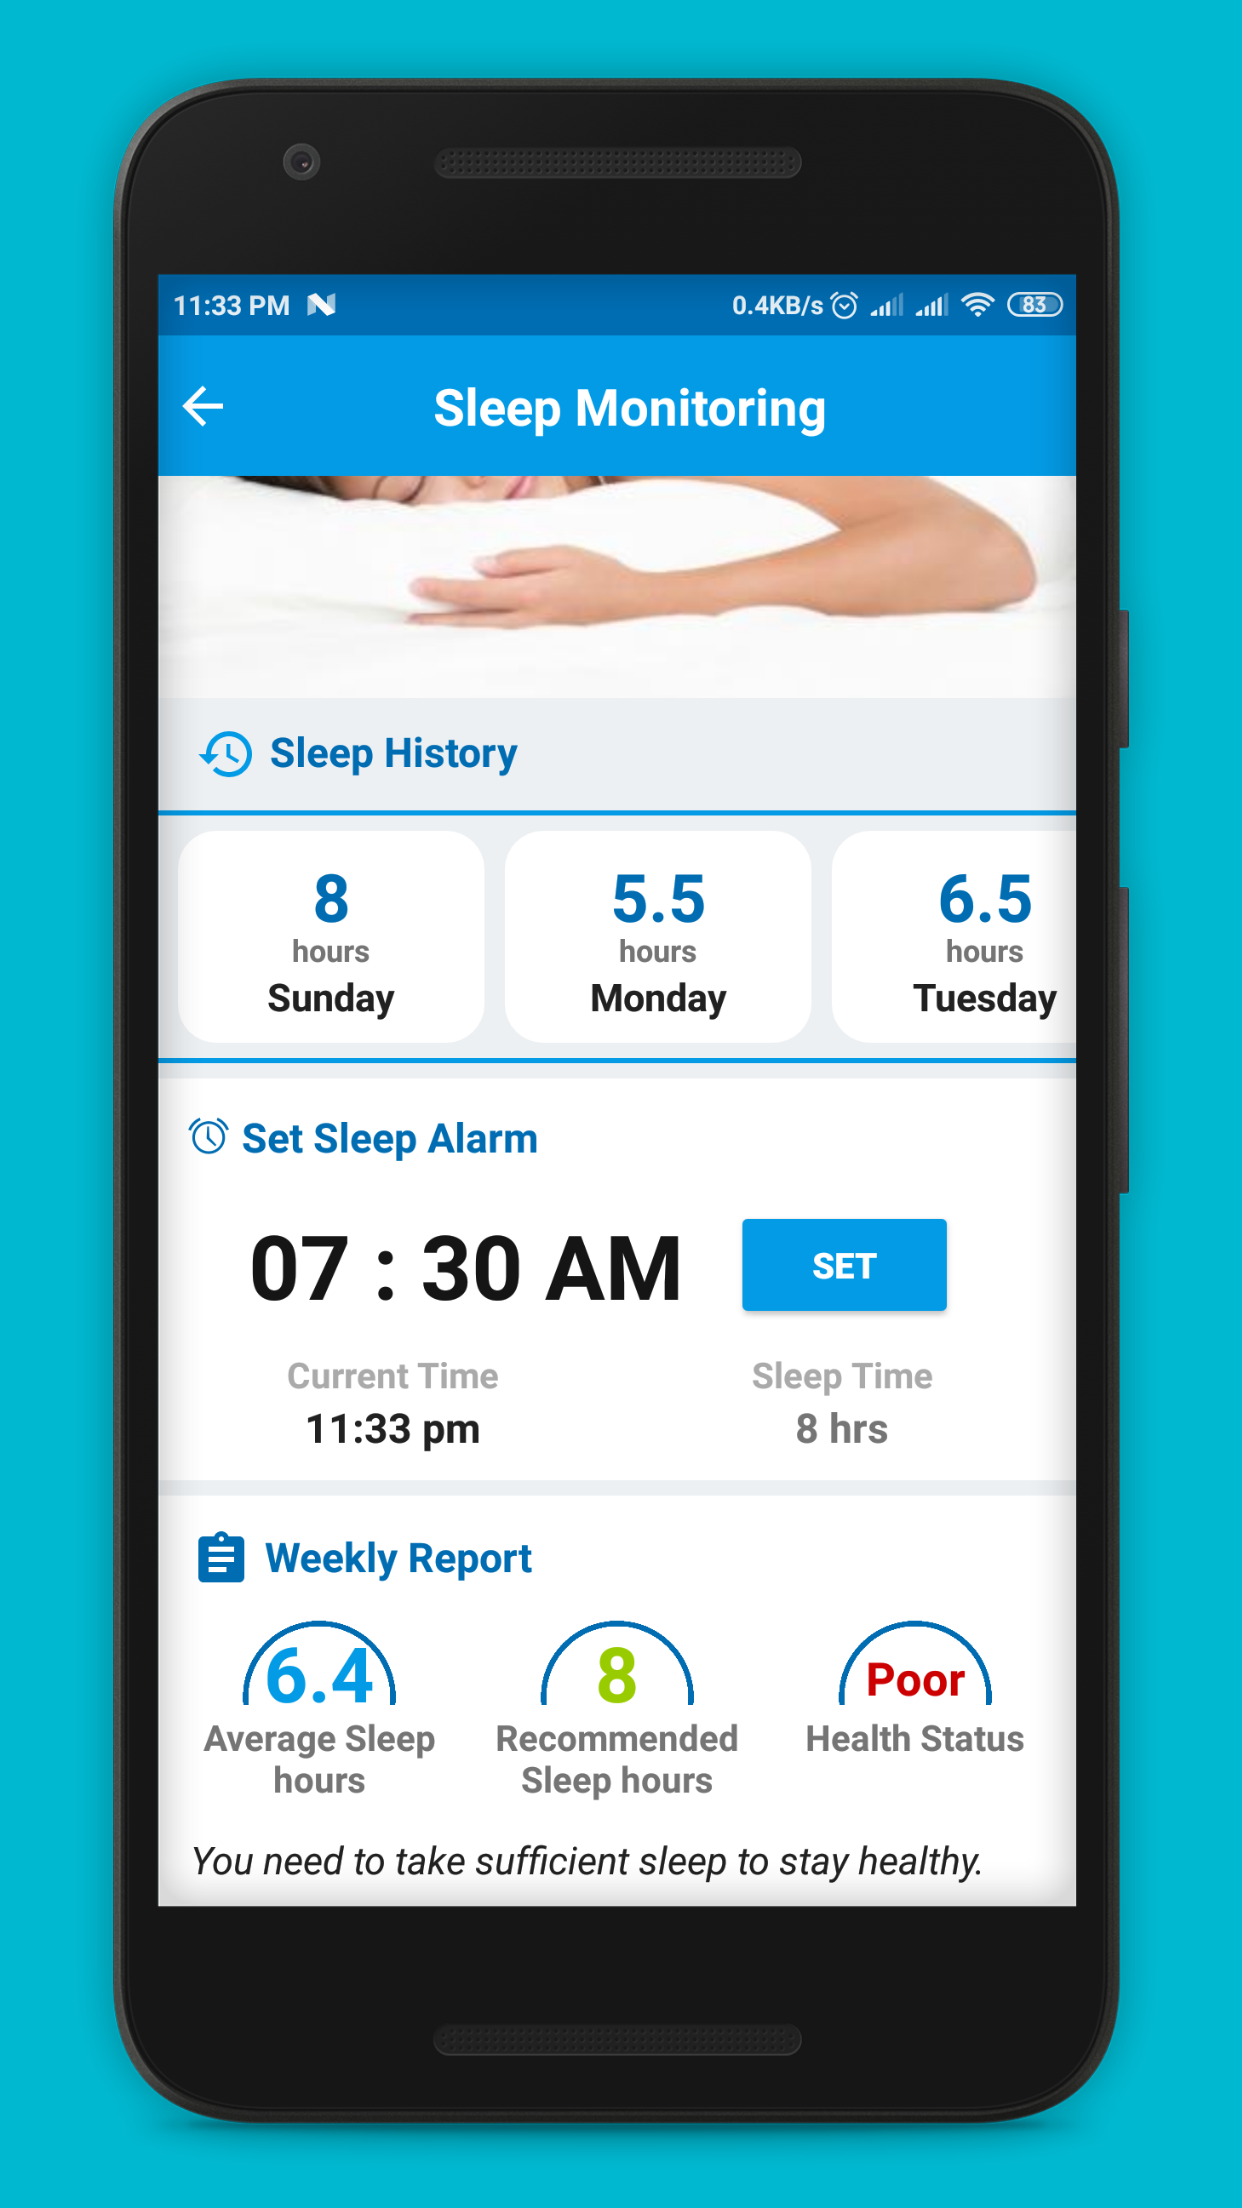 11:33 PM 0.4KB/s 83
Sleep Monitoring
Sleep History
8 5.5 6.5
hours hours hours
Sunday Monday Tuesday
Set Sleep Alarm
07 : 30 AM SET
Current Time Sleep Time
11:33 pm 8 hrs
Weekly Report
6.4 8 Poor
Average Sleep Recommended Health Status
hours Sleep hours
You need to take sufficient sleep to stay healthy.